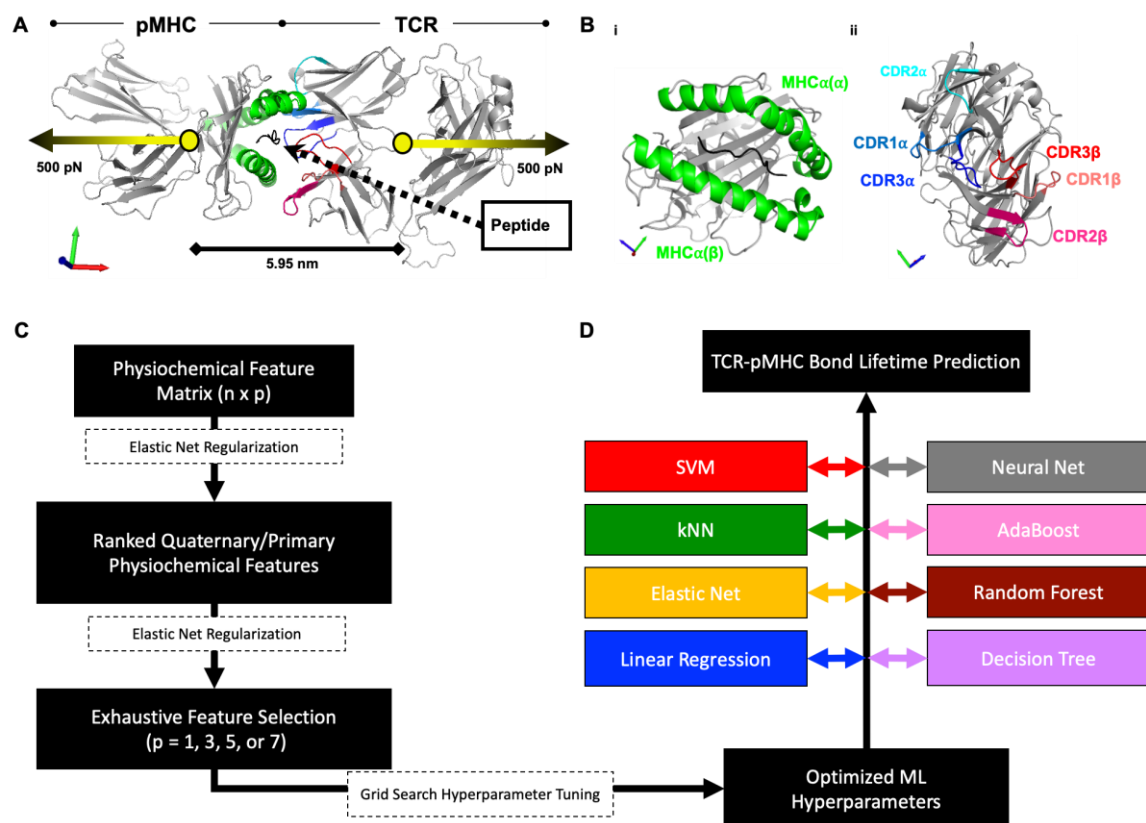 A
pMHC
TCR
500 pN
500 pN
Peptide
5.95 nm
B
i
MHCα(α)
MHCα(β)
ii
CDR2α
CDR1α
CDR3α
CDR3β
CDR1β
CDR2β
C
Physiochemical Feature
Matrix (n x p)
Elastic Net Regularization
Ranked Quaternary/Primary
Physiochemical Features
Elastic Net Regularization
Exhaustive Feature Selection
(p = 1, 3, 5, or 7)
Grid Search Hyperparameter Tuning
D
TCR-pMHC Bond Lifetime Prediction
SVM
Neural Net
kNN
AdaBoost
Elastic Net
Random Forest
Linear Regression
Decision Tree
Optimized ML
Hyperparameters